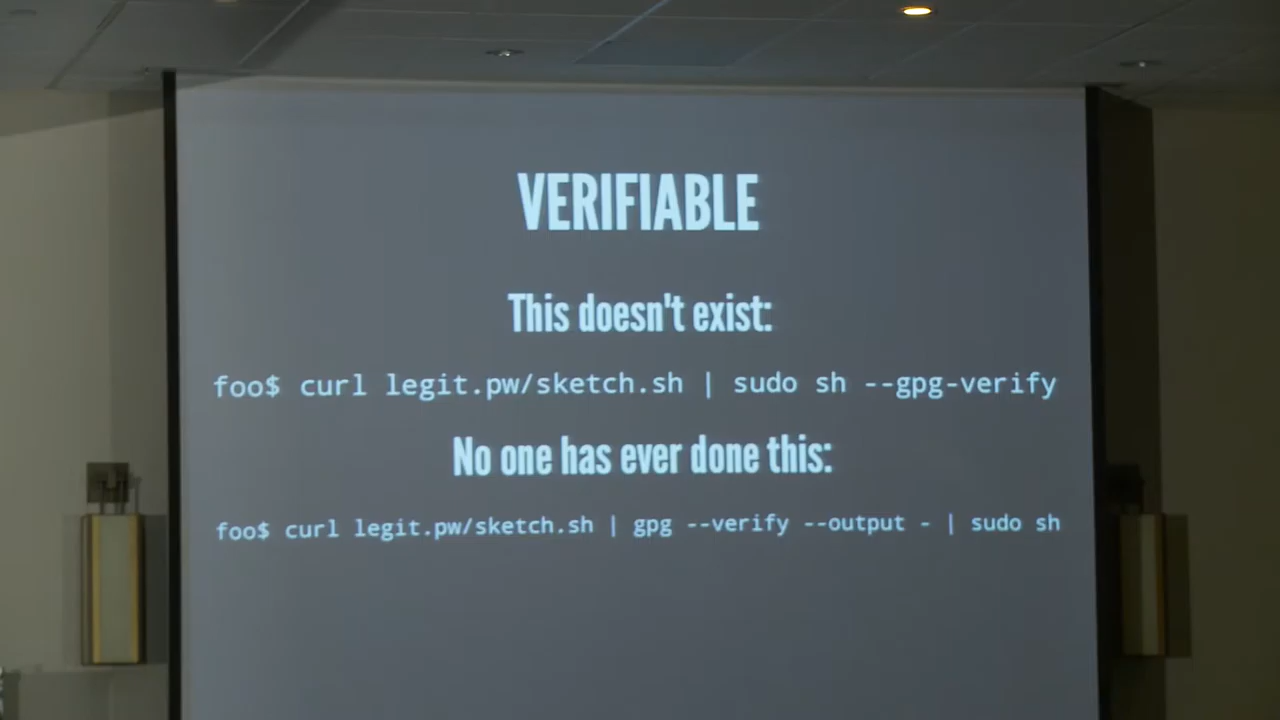 VERIFIABLE
This doesn't exist:
foo$ curl legit.pw/sketch.sh | sudo sh --gpg-verify
No one has ever done this:
foo$ curl legit.pw/sketch.sh | gpg --verify --output - | sudo sh